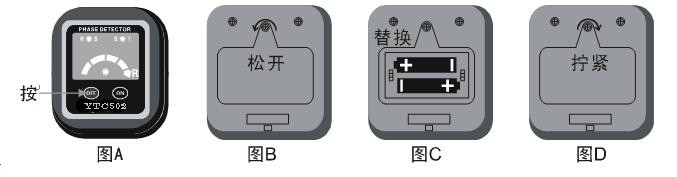 PHASE DETECTOR
R S S T
R
按
OFF ON
YTC502
松开
替换
+
+
拧紧
图A 图B 图C 图D